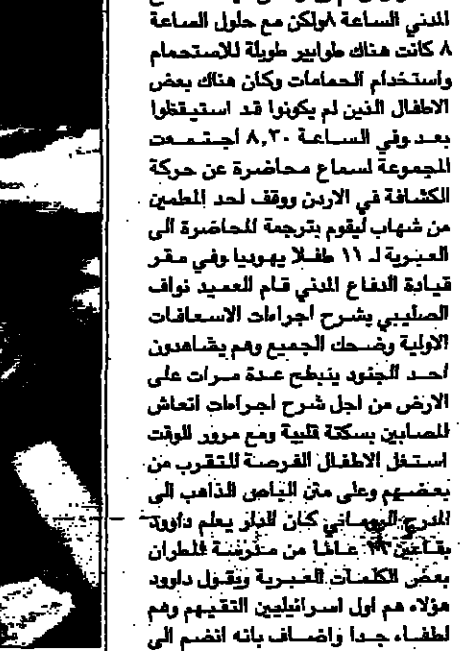 المدني الساعة ٨ ولكن مع حلول الساعة
٨ كانت هناك طوابير طويلة للاستحمام
واستخدام الحمامات وكان هناك بعض
الاطفال الذين لم يكونوا قد استيقظوا
بعد وفي الساعة ٨,٣٠ اجتمعت
المجموعة لسماع محاضرة عن حركة
الكشافة في الاردن ووقف احد المعلمين
من شهاب ليقوم بترجمة المحاضرة الى
العبرية لـ ١١ طفلا يهوديا وفي مقر
قيادة الدفاع المدني قام العميد نواف
الصليبي بشرح اجراءات الاسعافات
الاولية وضحك الجميع وهم يشاهدون
احد الجنود ينبطح عدة مرات على
الارض من اجل شرح اجراءات انعاش
المصابين بسكتة قلبية ومع مرور الوقت
استغل الاطفال الفرصة للتقرب من
بعضهم وعلى متن الباص الذاهب الى
المدرج الروماني كان الدلر يعلم داوود
بقاعين عاما من مدرسة المطران
بعض الكلمات العبرية ويقول داوود
هؤلاء هم اول اسرائيليين التقيهم وهم
لطفاء جدا واضاف بانه انضم الى